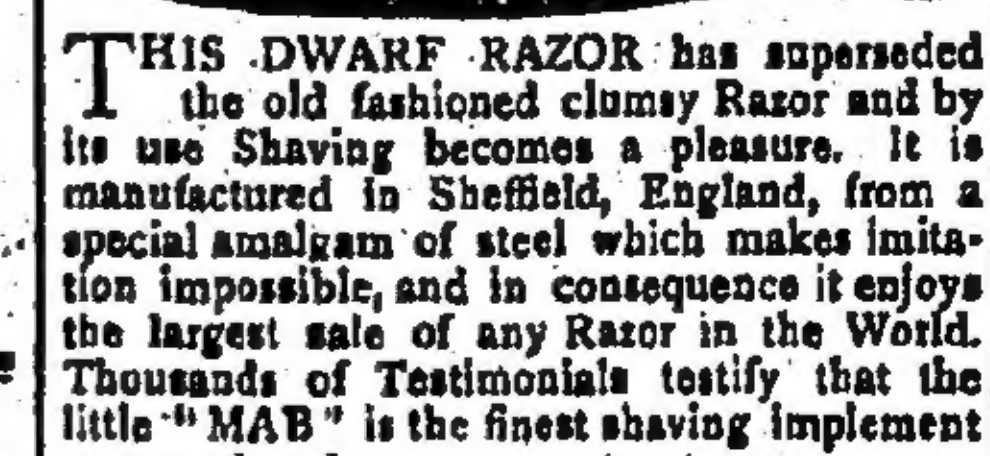 THIS DWARF RAZOR has superseded
the old fashioned clumsy Razor and by
its use Shaving becomes a pleasure. It is
manufactured in Sheffield, England, from a
special amalgam of steel which makes imita-
tion impossible, and in consequence it enjoys
the largest sale of any Razor in the World.
Thousands of Testimonials testify that the
little "MAB" is the finest shaving implement